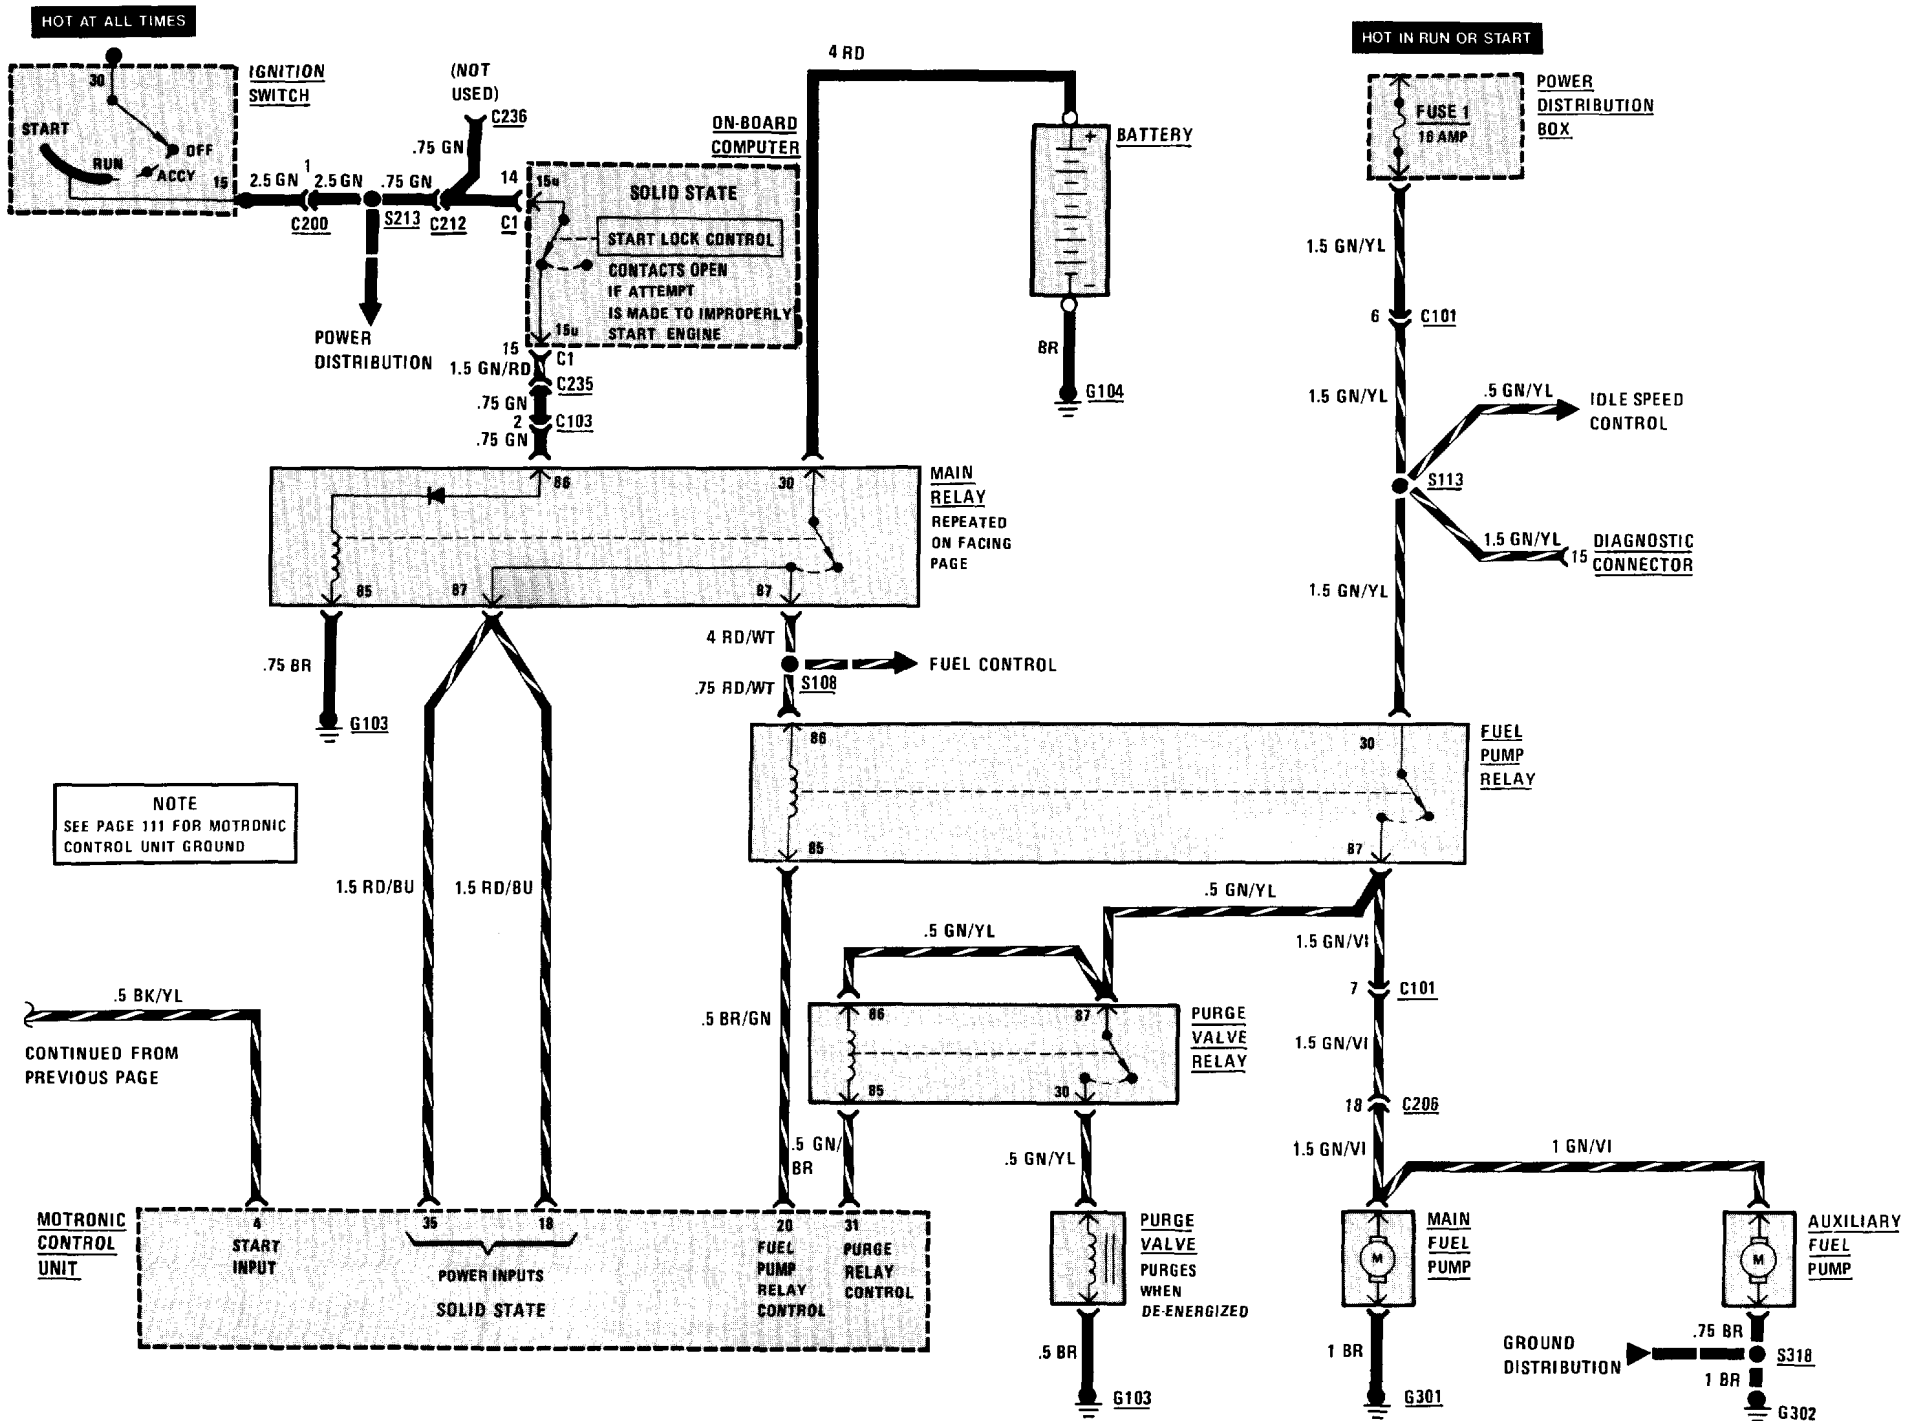 HOT AT ALL TIMES
30
IGNITION
SWITCH
START
RUN
OFF
ACCY
15
2.5 GN
1
2.5 GN
.75 GN
C200
S213
C212
(NOT
USED)
C236
.75 GN
14
C1
POWER
DISTRIBUTION
ON-BOARD
COMPUTER
15u
SOLID STATE
START LOCK CONTROL
CONTACTS OPEN
IF ATTEMPT
IS MADE TO IMPROPERLY
START ENGINE
15u
15
C1
1.5 GN/RD
C235
.75 GN
2
C103
.75 GN
4 RD
BATTERY
+
-
BR
G104
HOT IN RUN OR START
POWER
DISTRIBUTION
BOX
FUSE 1
16 AMP
1.5 GN/YL
6
C101
1.5 GN/YL
.5 GN/YL
IDLE SPEED
CONTROL
S113
1.5 GN/YL
15
DIAGNOSTIC
CONNECTOR
1.5 GN/YL
86
30
MAIN
RELAY
REPEATED
ON FACING
PAGE
85
87
87
.75 BR
G103
4 RD/WT
FUEL CONTROL
.75 RD/WT
S108
86
30
FUEL
PUMP
RELAY
85
87
NOTE
SEE PAGE 111 FOR MOTRONIC
CONTROL UNIT GROUND
1.5 RD/BU
1.5 RD/BU
.5 GN/YL
.5 GN/YL
1.5 GN/VI
7
C101
.5 BK/YL
CONTINUED FROM
PREVIOUS PAGE
.5 BR/GN
86
87
PURGE
VALVE
RELAY
85
30
1.5 GN/VI
18
C206
.5 GN/
BR
.5 GN/YL
1.5 GN/VI
1 GN/VI
MOTRONIC
CONTROL
UNIT
4
START
INPUT
35
18
POWER INPUTS
SOLID STATE
20
FUEL
PUMP
RELAY
CONTROL
31
PURGE
RELAY
CONTROL
PURGE
VALVE
PURGES
WHEN
DE-ENERGIZED
M
MAIN
FUEL
PUMP
M
AUXILIARY
FUEL
PUMP
.5 BR
G103
1 BR
G301
GROUND
DISTRIBUTION
.75 BR
S318
1 BR
G302